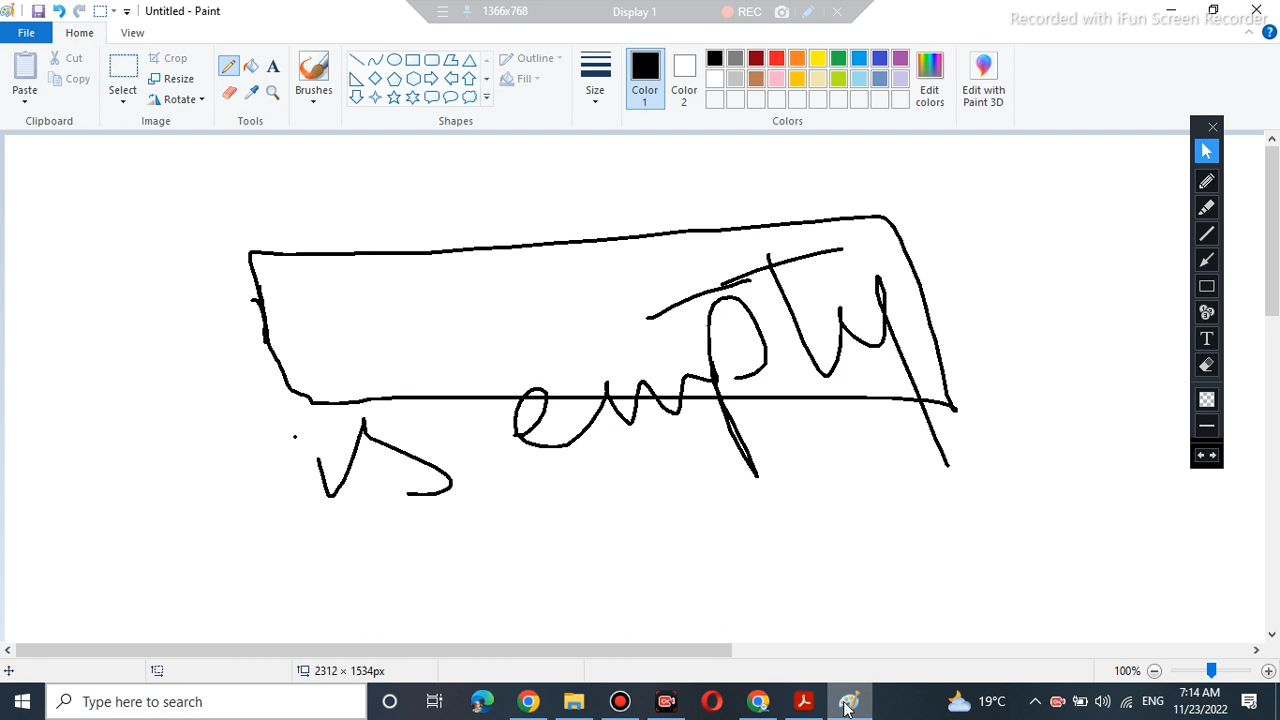 Untitled - Paint
1366x768
Display 1
REC
Recorded with iFun Screen Recorder
File
Home
View
Paste
Cut
Copy
Clipboard
Select
Crop
Resize
Rotate
Image
A
Tools
Brushes
Outline
Fill
Shapes
Size
Color 1
Color 2
Edit colors
Colors
Edit with Paint 3D
T
is empty
2312 × 1534px
100%
Type here to search
19°C
ENG
7:14 AM
11/23/2022